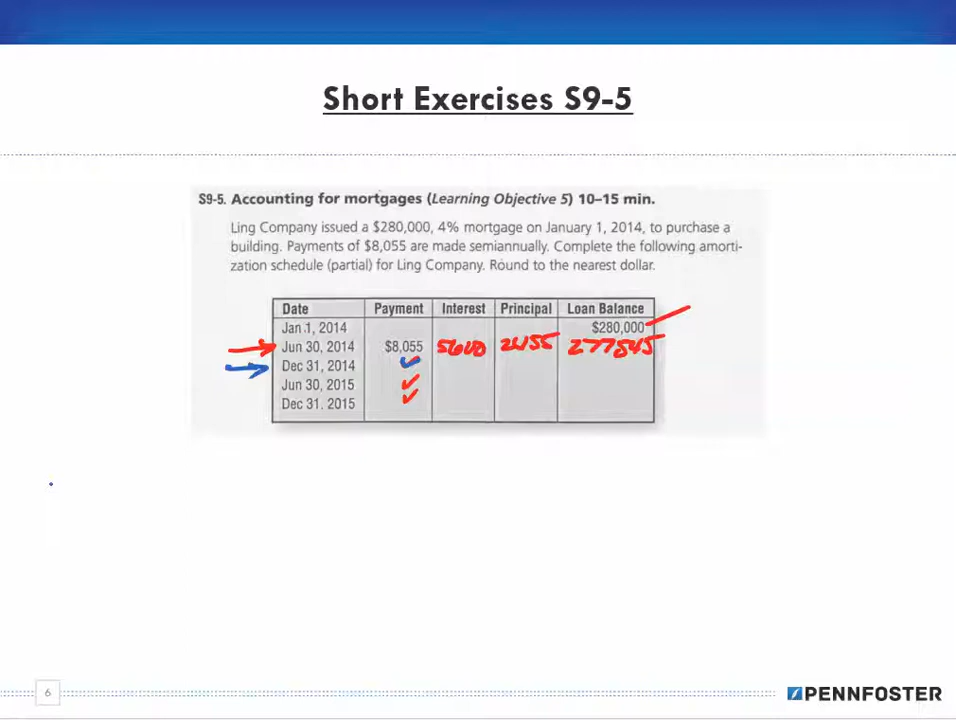 Short Exercises S9-5
S9-5. Accounting for mortgages (Learning Objective 5) 10–15 min.
Ling Company issued a $280,000, 4% mortgage on January 1, 2014, to purchase a
building. Payments of $8,055 are made semiannually. Complete the following amorti-
zation schedule (partial) for Ling Company. Round to the nearest dollar.
Date Payment Interest Principal Loan Balance
Jan.1, 2014 $280,000
Jun 30, 2014 $8,055 5600 2455 277545
Dec 31, 2014
Jun 30, 2015
Dec 31. 2015
6
PENNFOSTER